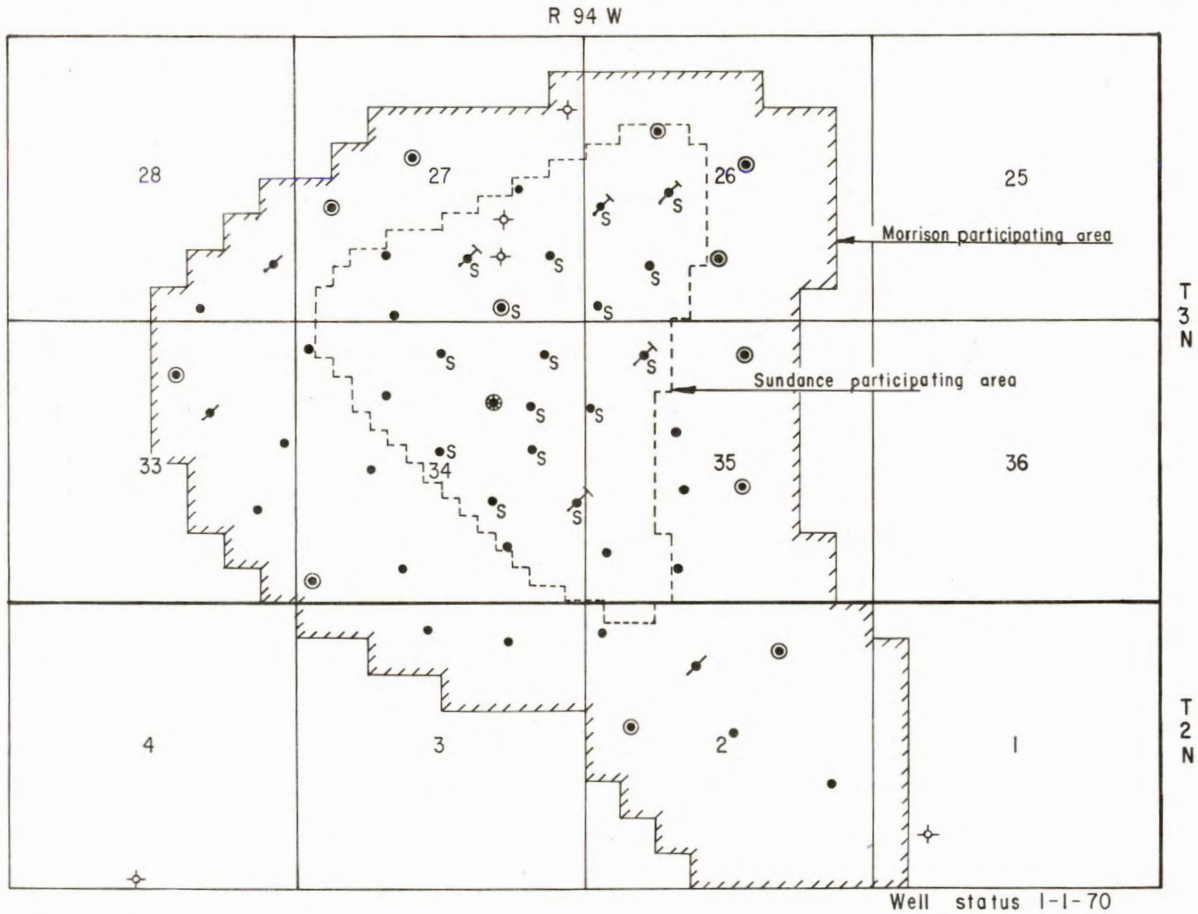 R 94 W
28
27
26
25
Morrison participating area
T
3
N
S
S
S
S
S
S
S
S
S
S
Sundance participating area
S
S
S
S
33
34
35
36
S
S
4
3
2
1
T
2
N
Well status 1-1-70